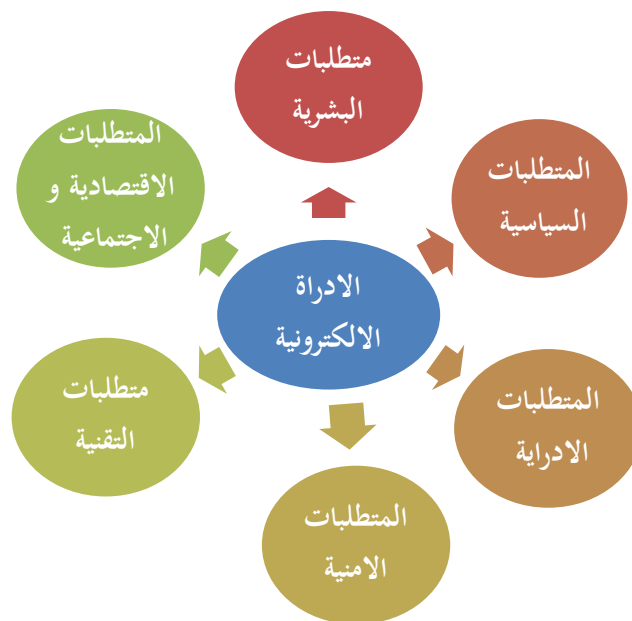 متطلبات
البشرية
المتطلبات
السياسية
المتطلبات
الادراية
المتطلبات
الامنية
متطلبات
التقنية
المتطلبات
الاقتصادية و
الاجتماعية
الادراة
الالكترونية